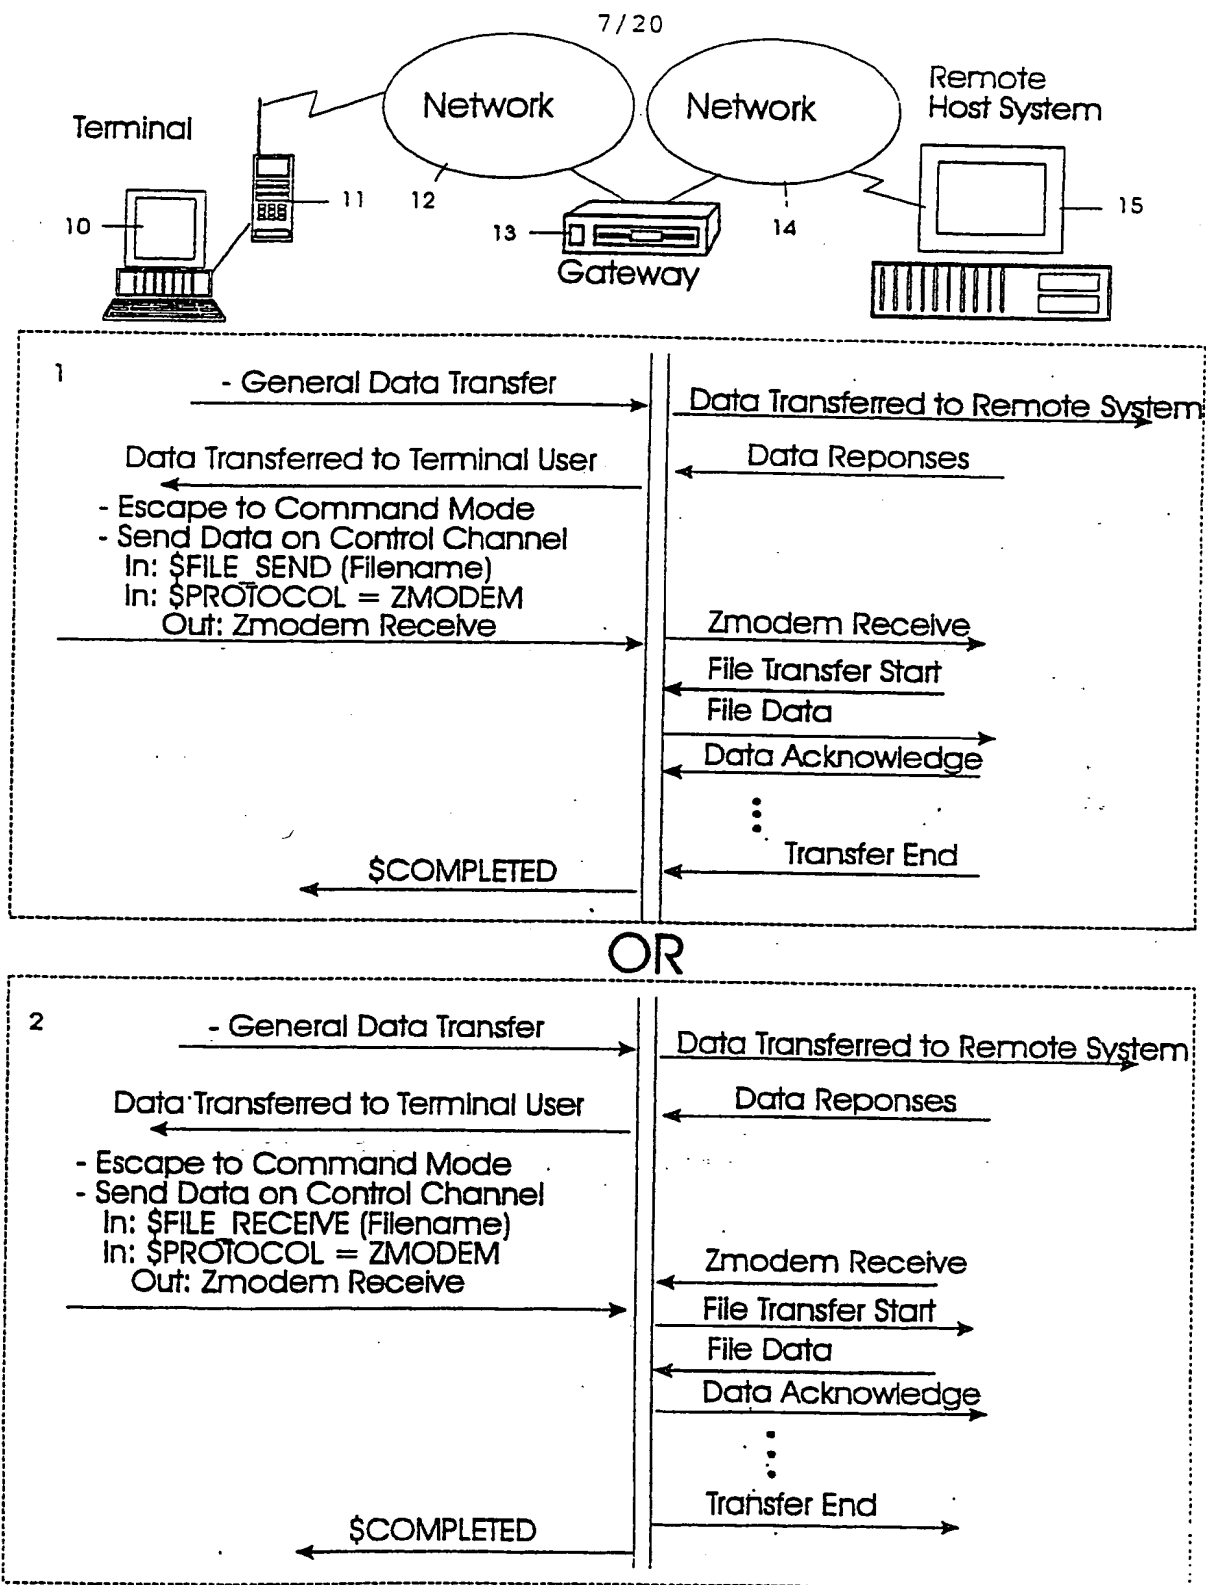 7/20
Network
Network
Remote
Host System
Terminal
10
11
12
13
14
15
Gateway
1
- General Data Transfer
Data Transferred to Remote System
Data Transferred to Terminal User
Data Reponses
- Escape to Command Mode
- Send Data on Control Channel
In: $FILE_SEND (Filename)
In: $PROTOCOL = ZMODEM
Out: Zmodem Receive
Zmodem Receive
File Transfer Start
File Data
Data Acknowledge
Transfer End
$COMPLETED
OR
2
- General Data Transfer
Data Transferred to Remote System
Data Transferred to Terminal User
Data Reponses
- Escape to Command Mode
- Send Data on Control Channel
In: $FILE_RECEIVE (Filename)
In: $PROTOCOL = ZMODEM
Out: Zmodem Receive
Zmodem Receive
File Transfer Start
File Data
Data Acknowledge
Transfer End
$COMPLETED